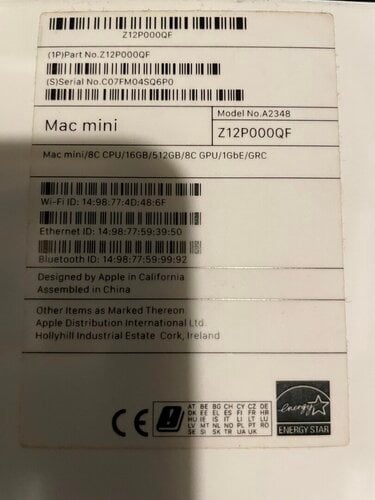 Z12P000QF
(1P)Part No.Z12P000QF
(S)Serial No. C07FM04SQ6P0
Mac mini
Model No.A2348
Z12P000QF
Mac mini/8C CPU/16GB/512GB/8C GPU/1GbE/GRC
Wi-Fi ID: 14:98:77:4D:48:6F
Ethernet ID: 14:98:77:59:39:50
Bluetooth ID: 14:98:77:59:99:92
Designed by Apple in California
Assembled in China
Other Items as Marked Thereon
Apple Distribution International Ltd.
Hollyhill Industrial Estate Cork, Ireland
CE
AT BE BG CH CY CZ DE
DK EE EL ES FI FR HR
HU IE IS IT LI LT LU
LV MT NL NO PL PT RO
SE SI SK TR UA UK
energy
ENERGY STAR